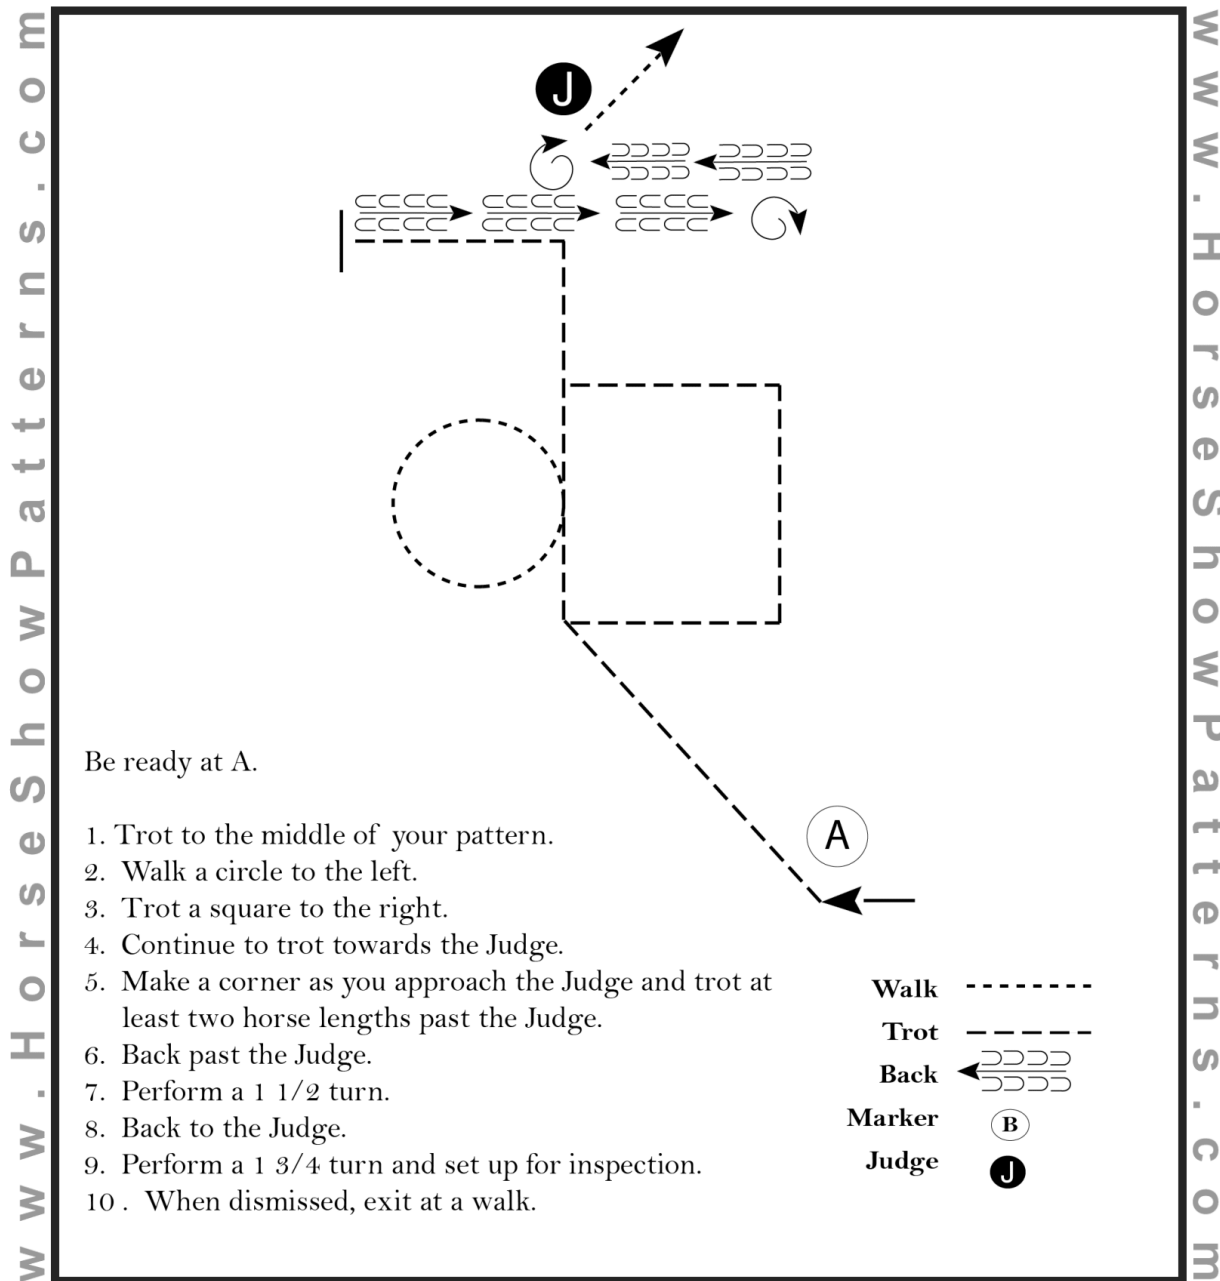 www.HorseShowPatterns.com
www.HorseShowPatterns.com
J
A
Be ready at A.
1. Trot to the middle of your pattern.
2. Walk a circle to the left.
3. Trot a square to the right.
4. Continue to trot towards the Judge.
5. Make a corner as you approach the Judge and trot at
least two horse lengths past the Judge.
6. Back past the Judge.
7. Perform a 1 1/2 turn.
8. Back to the Judge.
9. Perform a 1 3/4 turn and set up for inspection.
10 . When dismissed, exit at a walk.
Walk
Trot
Back
Marker B
Judge J